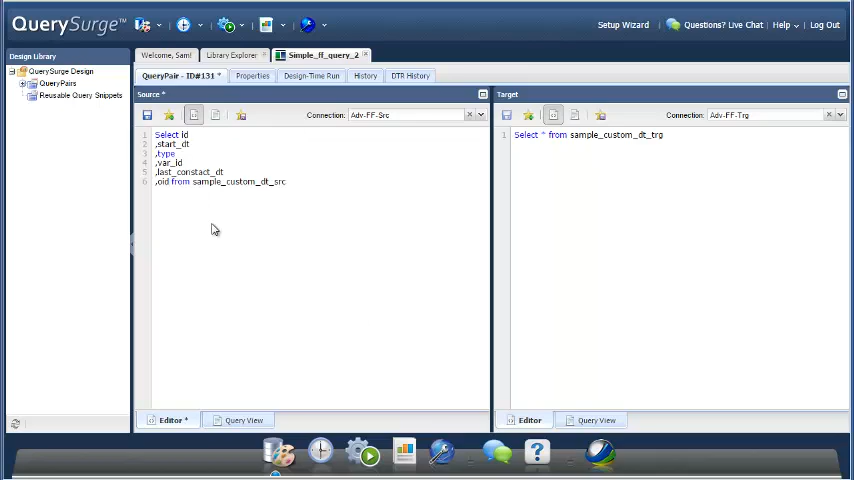 QuerySurge™
Setup Wizard
Questions? Live Chat
Help
Log Out
Design Library
QuerySurge Design
QueryPairs
Reusable Query Snippets
Welcome, Sam!
Library Explorer
Simple_ff_query_2
QueryPair - ID#131 *
Properties
Design-Time Run
History
DTR History
Source *
Connection: Adv-FF-Src
1 Select id
2 ,start_dt
3 ,type
4 ,var_id
5 ,last_constact_dt
6 ,oid from sample_custom_dt_src
Editor *
Query View
Target
Connection: Adv-FF-Trg
1 Select * from sample_custom_dt_trg
Editor
Query View